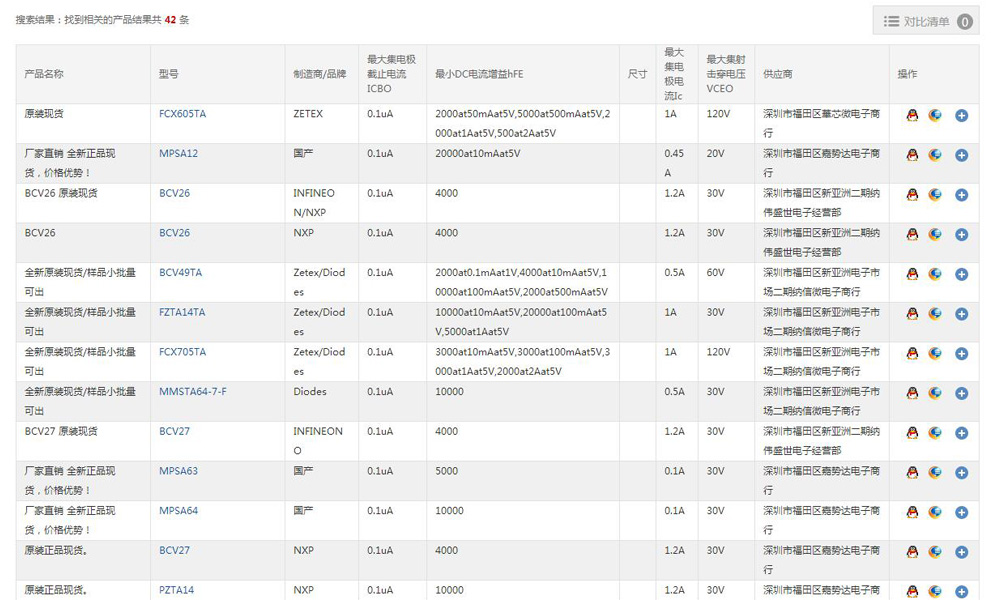 搜索结果：找到相关的产品结果共 42 条
对比清单 0
产品名称 型号 制造商/品牌 最大集电极截止电流ICBO 最小DC电流增益hFE 尺寸 最大集电极电流Ic 最大集射击穿电压VCEO 供应商 操作
原装现货 FCX605TA ZETEX 0.1uA 2000at50mAat5V,5000at500mAat5V,2 1A 120V 深圳市福田区華芯微电子商
000at1Aat5V,500at2Aat5V 行
厂家直销 全新正品现 MPSA12 国产 0.1uA 20000at10mAat5V 0.45 20V 深圳市福田区嘉势达电子商
货，价格优势！ A 行
BCV26 原装现货 BCV26 INFINEO 0.1uA 4000 1.2A 30V 深圳市福田区新亚洲二期纳
N/NXP 伟盛世电子经营部
BCV26 BCV26 NXP 0.1uA 4000 1.2A 30V 深圳市福田区新亚洲二期纳
伟盛世电子经营部
全新原装现货/样品小批量 BCV49TA Zetex/Diod 0.1uA 2000at0.1mAat1V,4000at10mAat5V,1 0.5A 60V 深圳市福田区新亚洲电子市
可出 es 0000at100mAat5V,2000at500mAat5V 场二期纳信微电子商行
全新原装现货/样品小批量 FZTA14TA Zetex/Diod 0.1uA 10000at10mAat5V,20000at100mAat5 1A 30V 深圳市福田区新亚洲电子市
可出 es V,5000at1Aat5V 场二期纳信微电子商行
全新原装现货/样品小批量 FCX705TA Zetex/Diod 0.1uA 3000at10mAat5V,3000at100mAat5V,3 1A 120V 深圳市福田区新亚洲电子市
可出 es 000at1Aat5V,2000at2Aat5V 场二期纳信微电子商行
全新原装现货/样品小批量 MMSTA64-7-F Diodes 0.1uA 10000 0.5A 30V 深圳市福田区新亚洲电子市
可出 场二期纳信微电子商行
BCV27 原装现货 BCV27 INFINEON 0.1uA 4000 1.2A 30V 深圳市福田区新亚洲二期纳
O 伟盛世电子经营部
厂家直销 全新正品现 MPSA63 国产 0.1uA 5000 0.1A 30V 深圳市福田区嘉势达电子商
货，价格优势！ 行
厂家直销 全新正品现 MPSA64 国产 0.1uA 10000 0.1A 30V 深圳市福田区嘉势达电子商
货，价格优势！ 行
原装正品现货。 BCV27 NXP 0.1uA 4000 1.2A 30V 深圳市福田区嘉势达电子商
行
原装正品现货。 PZTA14 NXP 0.1uA 10000 1.2A 30V 深圳市福田区嘉势达电子商